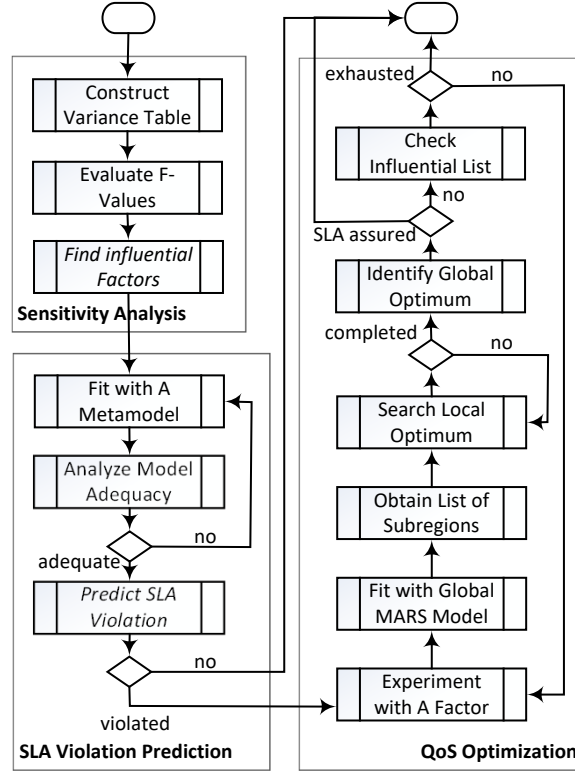 Construct
Variance Table
Evaluate F-
Values
Find influential
Factors
Sensitivity Analysis
Fit with A
Metamodel
Analyze Model
Adequacy
no
adequate
Predict SLA
Violation
no
violated
SLA Violation Prediction
exhausted
no
Check
Influential List
no
SLA assured
Identify Global
Optimum
completed
no
Search Local
Optimum
Obtain List of
Subregions
Fit with Global
MARS Model
Experiment
with A Factor
QoS Optimization